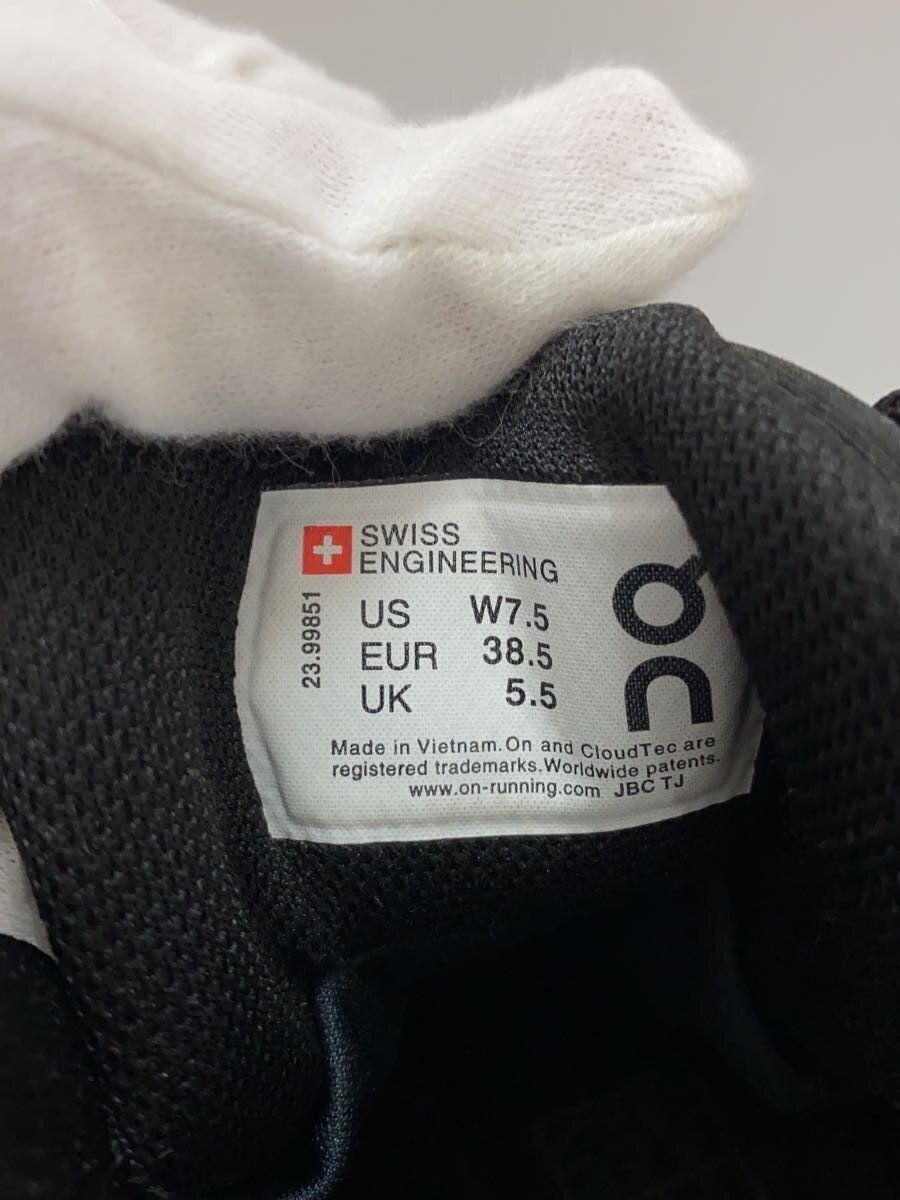 SWISS
ENGINEERING
23.99851
US W7.5
EUR 38.5
UK 5.5
on
Made in Vietnam. On and CloudTec are
registered trademarks. Worldwide patents.
www.on-running.com JBC TJ